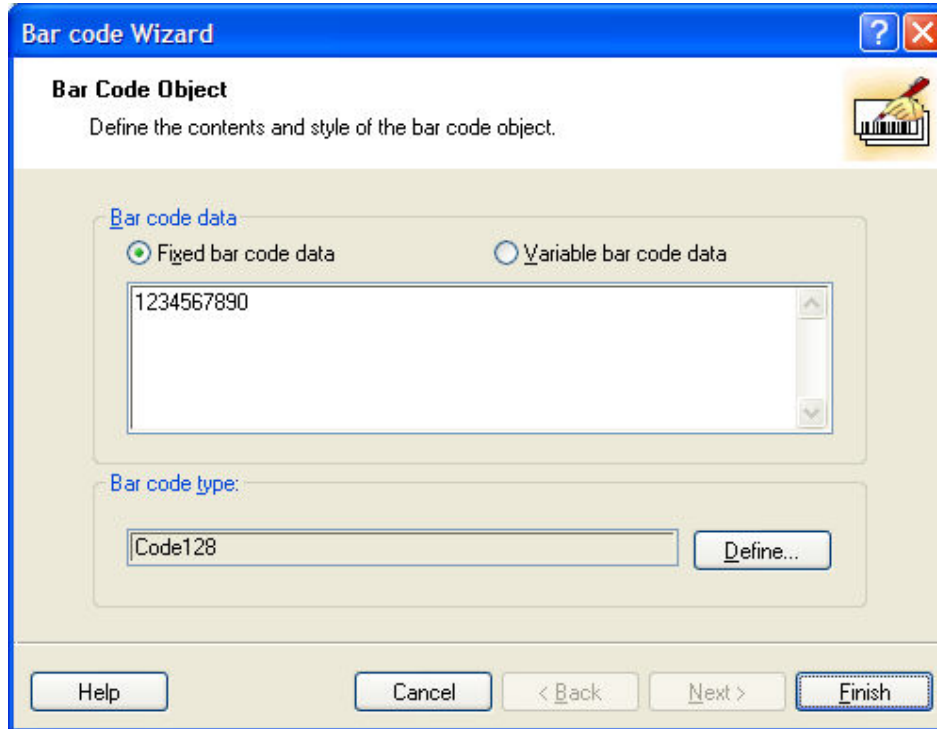 Bar code Wizard
?
Bar Code Object
Define the contents and style of the bar code object.
Bar code data
Fixed bar code data Variable bar code data
1234567890
Bar code type:
Code128 Define...
Help Cancel < Back Next > Finish